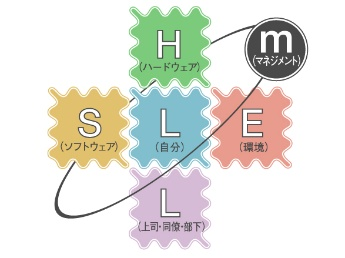 H
(ハードウェア)
m
(マネジメント)
S
(ソフトウェア)
L
(自分)
E
(環境)
L
(上司・同僚・部下)